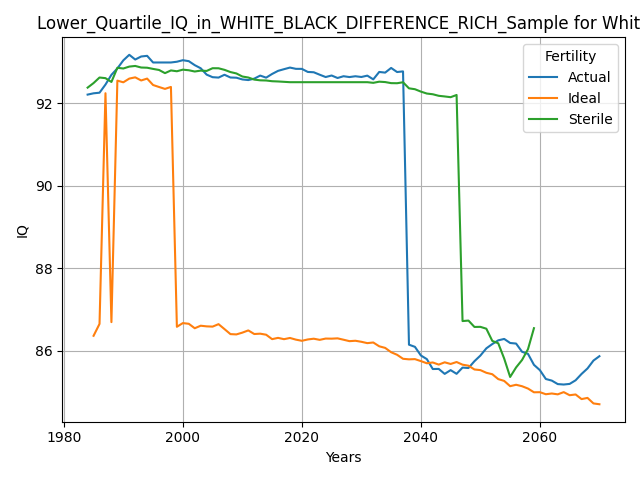 Lower_Quartile_IQ_in_WHITE_BLACK_DIFFERENCE_RICH_Sample for Whit
Fertility
Actual
Ideal
Sterile
92
90
88
86
IQ
1980 2000 2020 2040 2060
Years